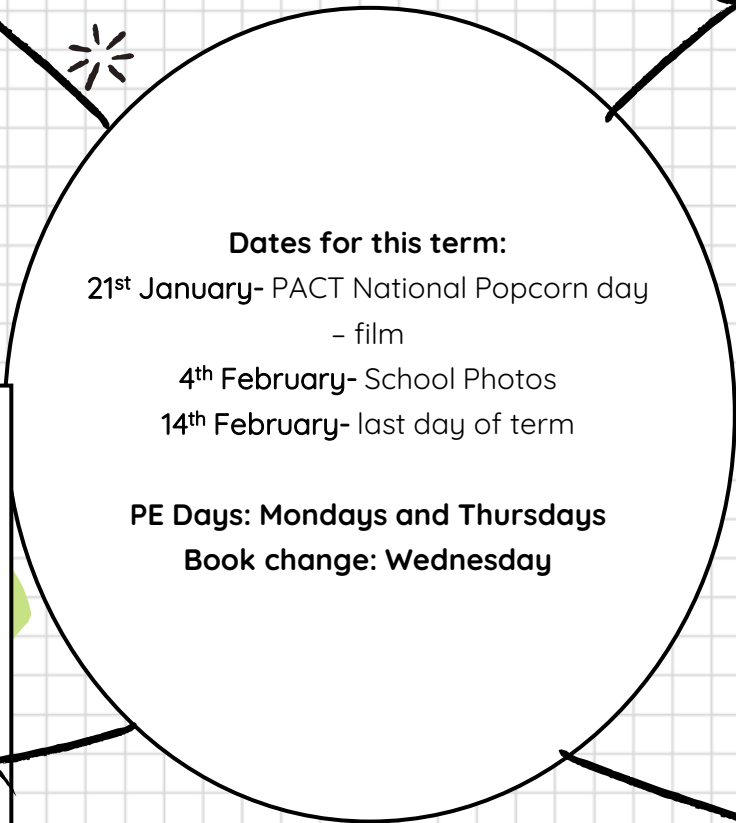 Dates for this term:
21st January- PACT National Popcorn day
– film
4th February- School Photos
14th February- last day of term
PE Days: Mondays and Thursdays
Book change: Wednesday